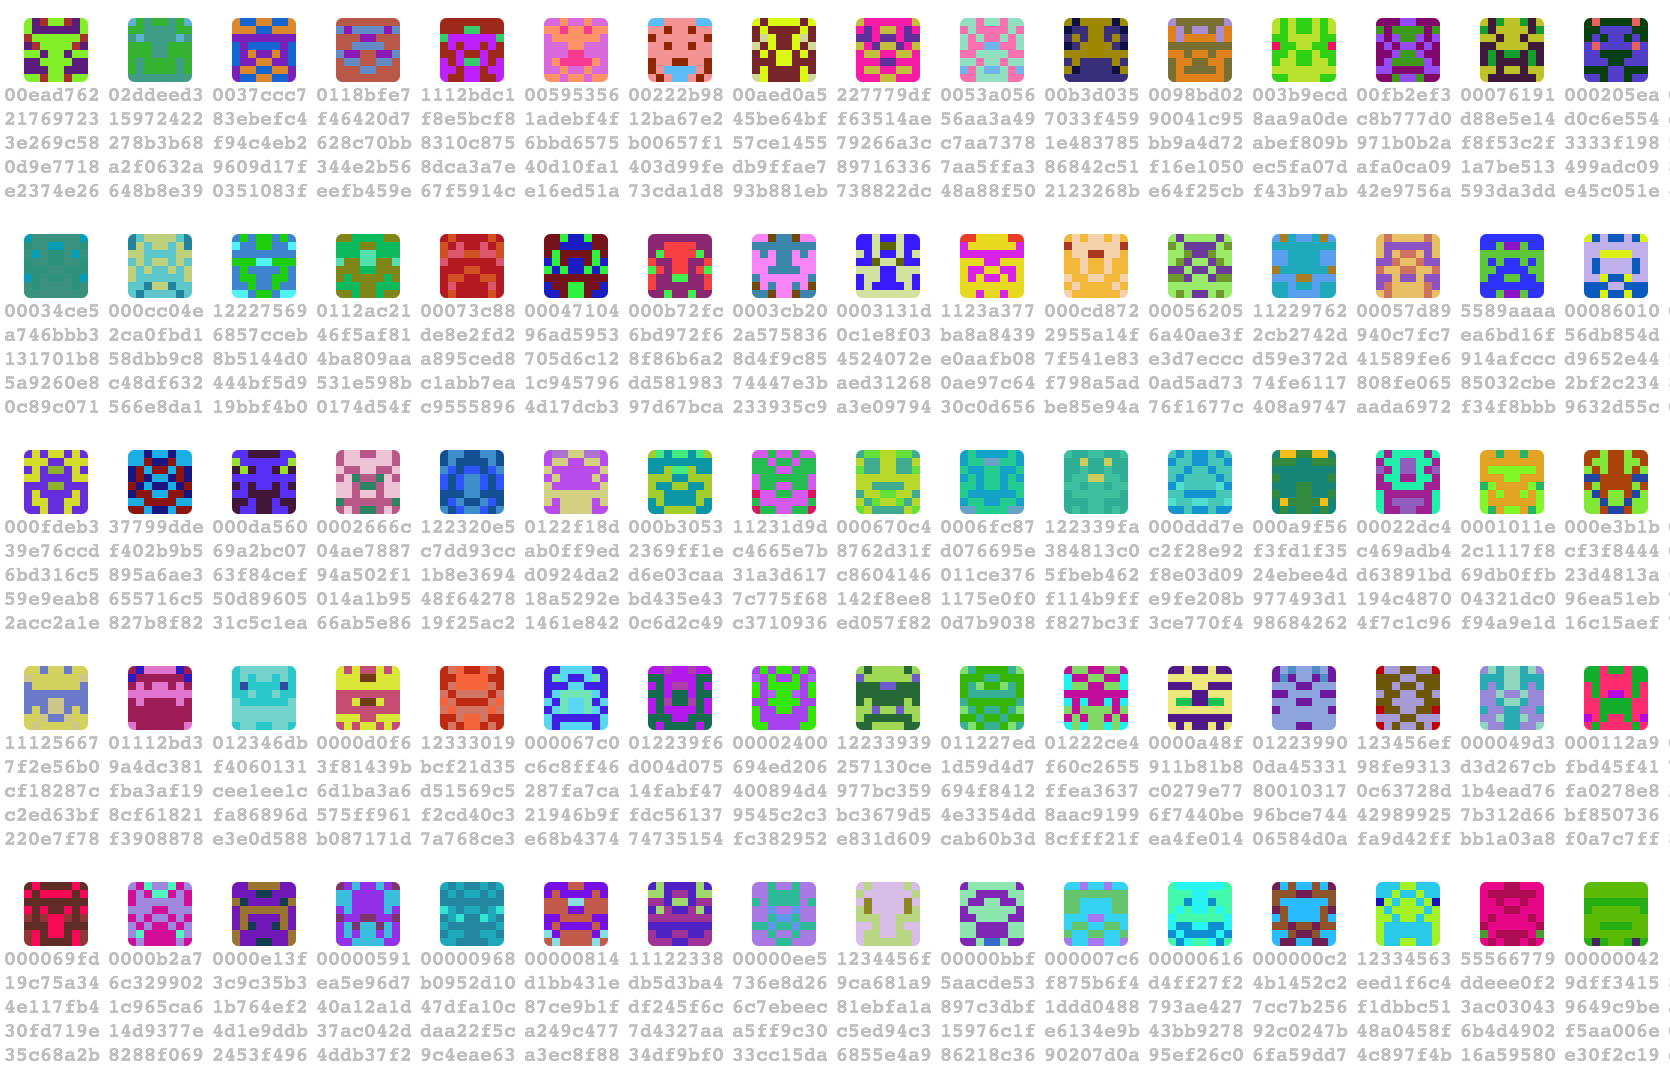 00ead762 02ddeed3 0037ccc7 0118bfe7 1112bdc1 00595356 00222b98 00aed0a5 227779df 0053a056 00b3d035 0098bd02 003b9ecd 00fb2ef3 00076191 000205ea
21769723 15972422 83ebefc4 f46420d7 f8e5bcf8 1adebf4f 12ba67e2 45be64bf f63514ae 56aa3a49 7033f459 90041c95 8aa9a0de c8b777d0 d88e5e14 d0c6e554
3e269c58 278b3b68 f94c4eb2 628c70bb 8310c875 6bbd6575 b00657f1 57ce1455 79266a3c c7aa7378 1e483785 bb9a4d72 abef809b 971b0b2a f8f53c2f 3333f198
0d9e7718 a2f0632a 9609d17f 344e2b56 8dca3a7e 40d10fa1 403d99fe db9ffae7 89716336 7aa5ffa3 86842c51 f16e1050 ec5fa07d afa0ca09 1a7be513 499adc09
e2374e26 648b8e39 0351083f eefb459e 67f5914c e16ed51a 73cda1d8 93b881eb 738822dc 48a88f50 2123268b e64f25cb f43b97ab 42e9756a 593da3dd e45c051e
00034ce5 000cc04e 12227569 0112ac21 00073c88 00047104 000b72fc 0003cb20 0003131d 1123a377 000cd872 00056205 11229762 00057d89 5589aaaa 00086010
a746bbb3 2ca0fbd1 6857cceb 46f5af81 de8e2fd2 96ad5953 6bd972f6 2a575836 0c1e8f03 ba8a8439 2955a14f 6a40ae3f 2cb2742d 940c7fc7 ea6bd16f 56db854d
131701b8 58dbb9c8 8b5144d0 4ba809aa a895ced8 705d6c12 8f86b6a2 8d4f9c85 4524072e e0aafb08 7f541e83 e3d7eccc d59e372d 41589fe6 914afccc d9652e44
5a9260e8 c48df632 444bf5d9 531e598b c1abb7ea 1c945796 dd581983 74447e3b aed31268 0ae97c64 f798a5ad 0ad5ad73 74fe6117 808fe065 85032cbe 2bf2c234
0c89c071 566e8da1 19bbf4b0 0174d54f c9555896 4d17dcb3 97d67bca 233935c9 a3e09794 30c0d656 be85e94a 76f1677c 408a9747 aada6972 f34f8bbb 9632d55c
000fdeb3 37799dde 000da560 0002666c 122320e5 0122f18d 000b3053 11231d9d 000670c4 0006fc87 122339fa 000ddd7e 000a9f56 00022dc4 0001011e 000e3b1b
39e76ccd f402b9b5 69a2bc07 04ae7887 c7dd93cc ab0ff9ed 2369ff1e c4665e7b 8762d31f d076695e 384813c0 c2f28e92 f3fd1f35 c469adb4 2c1117f8 cf3f8444
6bd316c5 895a6ae3 63f84cef 94a502f1 1b8e3694 d0924da2 d6e03caa 31a3d617 c8604146 011ce376 5fbeb462 f8e03d09 24ebee4d d63891bd 69db0ffb 23d4813a
59e9eab8 655716c5 50d89605 014a1b95 48f64278 18a5292e bd435e43 7c775f68 142f8ee8 1175e0f0 f114b9ff e9fe208b 977493d1 194c4870 04321dc0 96ea51eb
2acc2a1e 827b8f82 31c5c1ea 66ab5e86 19f25ac2 1461e842 0c6d2c49 c3710936 ed057f82 0d7b9038 f827bc3f 3ce770f4 98684262 4f7c1c96 f94a9e1d 16c15aef
11125667 01112bd3 012346db 0000d0f6 12333019 000067c0 012239f6 00002400 12233939 011227ed 01222ce4 0000a48f 01223990 123456ef 000049d3 000112a9
7f2e56b0 9a4dc381 f4060131 3f81439b bcf21d35 c6c8ff46 d004d075 694ed206 257130ce 1d59d4d7 f60c2655 911b81b8 0da45331 98fe9313 d3d267cb fbd45f41
cf18287c fba3af19 cee1ee1c 6d1ba3a6 d51569c5 287fa7ca 14fabf47 400894d4 977bc359 694f8412 ffea3637 c0279e77 80010317 0c63728d 1b4ead76 fa0278e8
c2ed63bf 8cf61821 fa86896d 575ff961 f2cd40c3 21946b9f fdc56137 9545c2c3 bc3679d5 4e3354dd 8aac9199 6f7440be 96bce744 42989925 7b312d66 bf850736
220e7f78 f3908878 e3e0d588 b087171d 7a768ce3 e68b4374 74735154 fc382952 e831d609 cab60b3d 8cfff21f ea4fe014 06584d0a fa9d42ff bb1a03a8 f0a7c7ff
000069fd 0000b2a7 0000e13f 00000591 00000968 00000814 11122338 00000ee5 1234456f 00000bbf 000007c6 00000616 000000c2 12334563 55566779 00000042
19c75a34 6c329902 3c9c35b3 ea5e96d7 b0952d10 d1bb431e db5d3ba4 736e8d26 9ca681a9 5aacde53 f875b6f4 d4ff27f2 4b1452c2 eed1f6c4 ddeee0f2 9dff3415
4e117fb4 1c965ca6 1b764ef2 40a12a1d 47dfa10c 87ce9b1f df245f6c 6c7ebeec 81ebfa1a 897c3dbf 1ddd0488 793ae427 7cc7b256 f1dbbc51 3ac03043 9649c9be
30fd719e 14d9377e 4d1e9ddb 37ac042d daa22f5c a249c477 7d4327aa a5ff9c30 c5ed94c3 15976c1f e6134e9b 43bb9278 92c0247b 48a0458f 6b4d4902 f5aa006e
35c68a2b 8288f069 2453f496 4ddb37f2 9c4eae63 a3ec8f88 34df9bf0 33cc15da 6855e4a9 86218c36 90207d0a 95ef26c0 6fa59dd7 4c897f4b 16a59580 e30f2c19